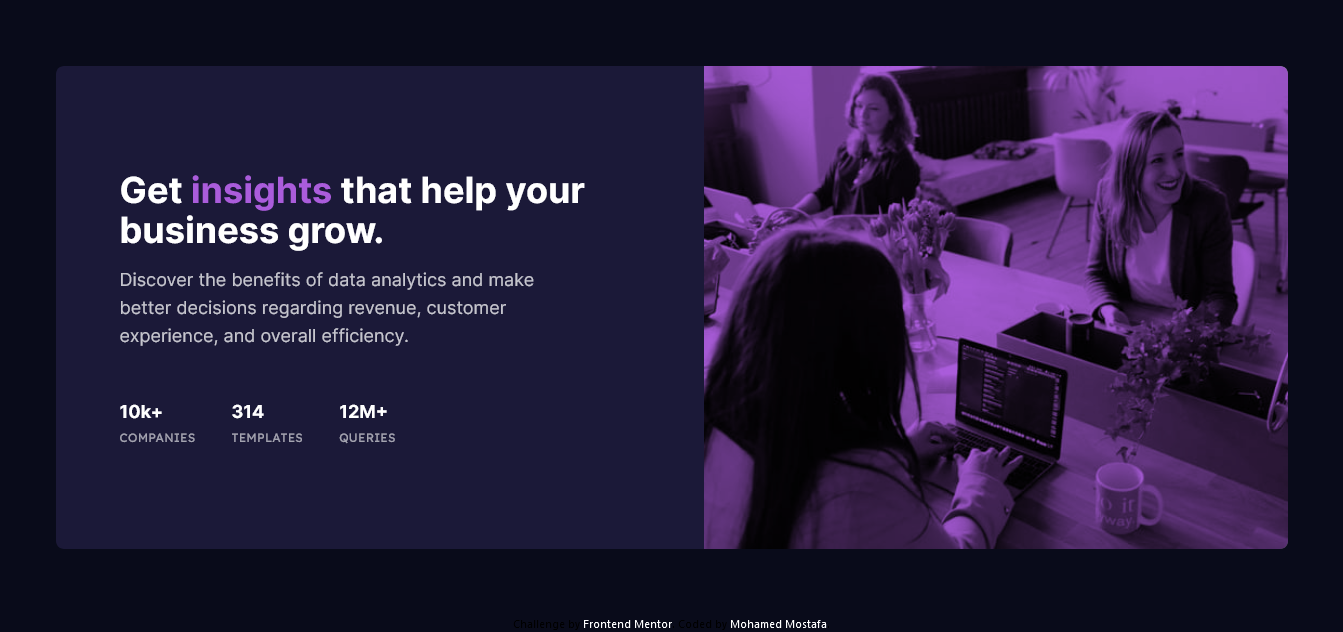 Get insights that help your
business grow.
Discover the benefits of data analytics and make
better decisions regarding revenue, customer
experience, and overall efficiency.
10k+ 314 12M+
COMPANIES TEMPLATES QUERIES
Challenge by Frontend Mentor. Coded by Mohamed Mostafa